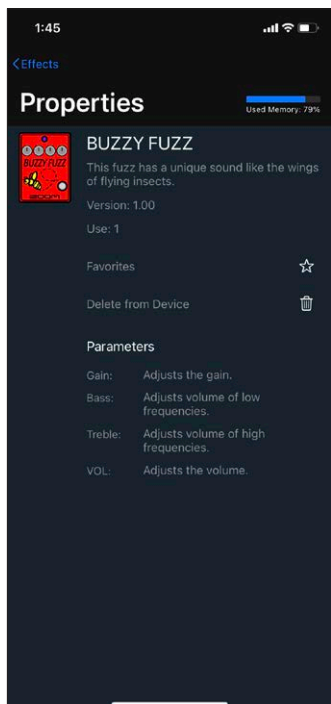 1:45
Effects
Properties
Used Memory: 79%
BUZZY FUZZ
BUZZY FUZZ
This fuzz has a unique sound like the wings
of flying insects.
Version: 1.00
Use: 1
Favorites
Delete from Device
Parameters
Gain: Adjusts the gain.
Bass: Adjusts volume of low
frequencies.
Treble: Adjusts volume of high
frequencies.
VOL: Adjusts the volume.